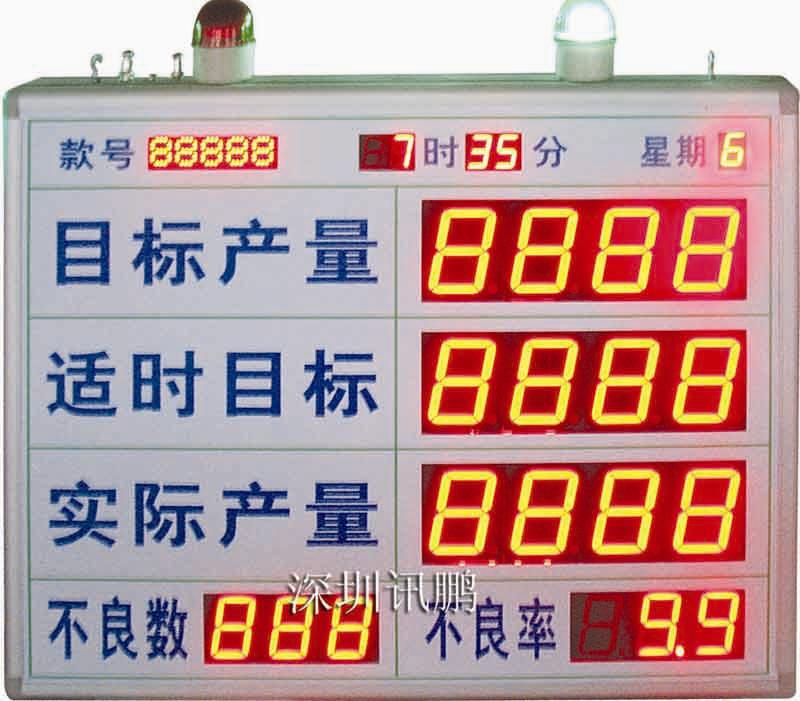 款号 88888 7 时 35 分 星期 6
目标产量 8888
适时目标 8888
实际产量 8888
不良数 888 不良率 9.9
深圳讯鹏